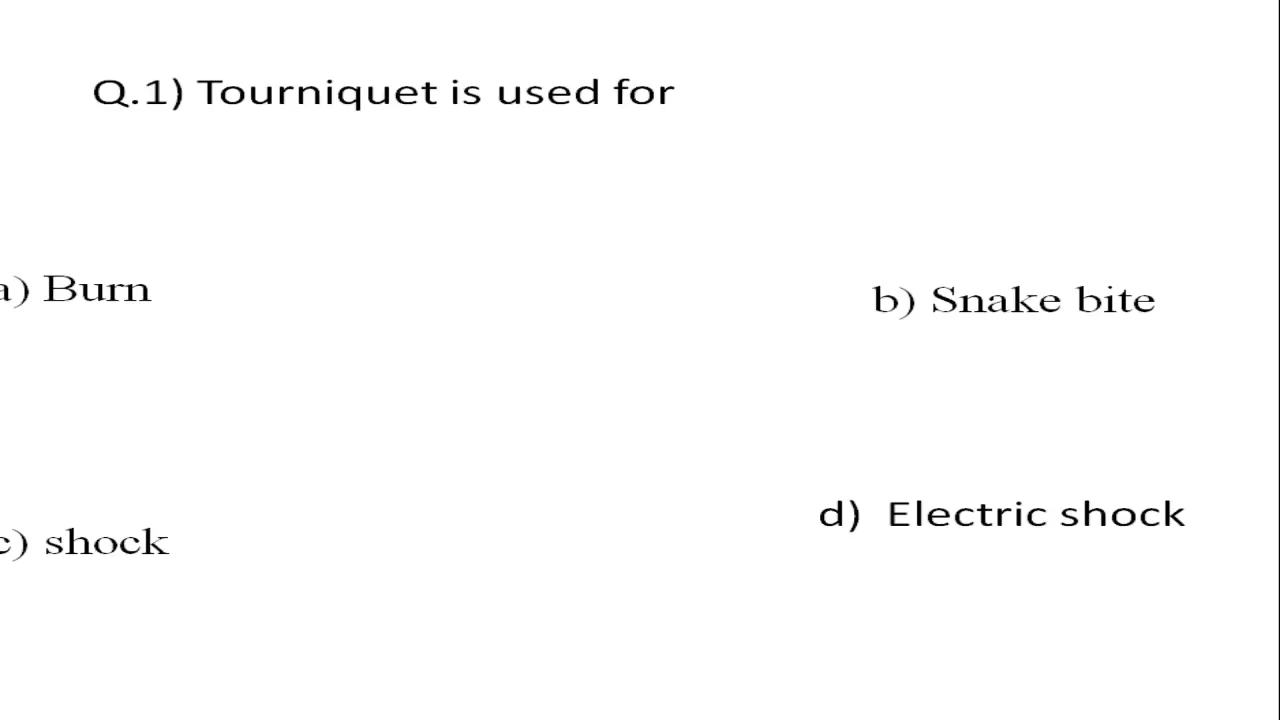 Q.1) Tourniquet is used for
a) Burn
b) Snake bite
c) shock
d) Electric shock